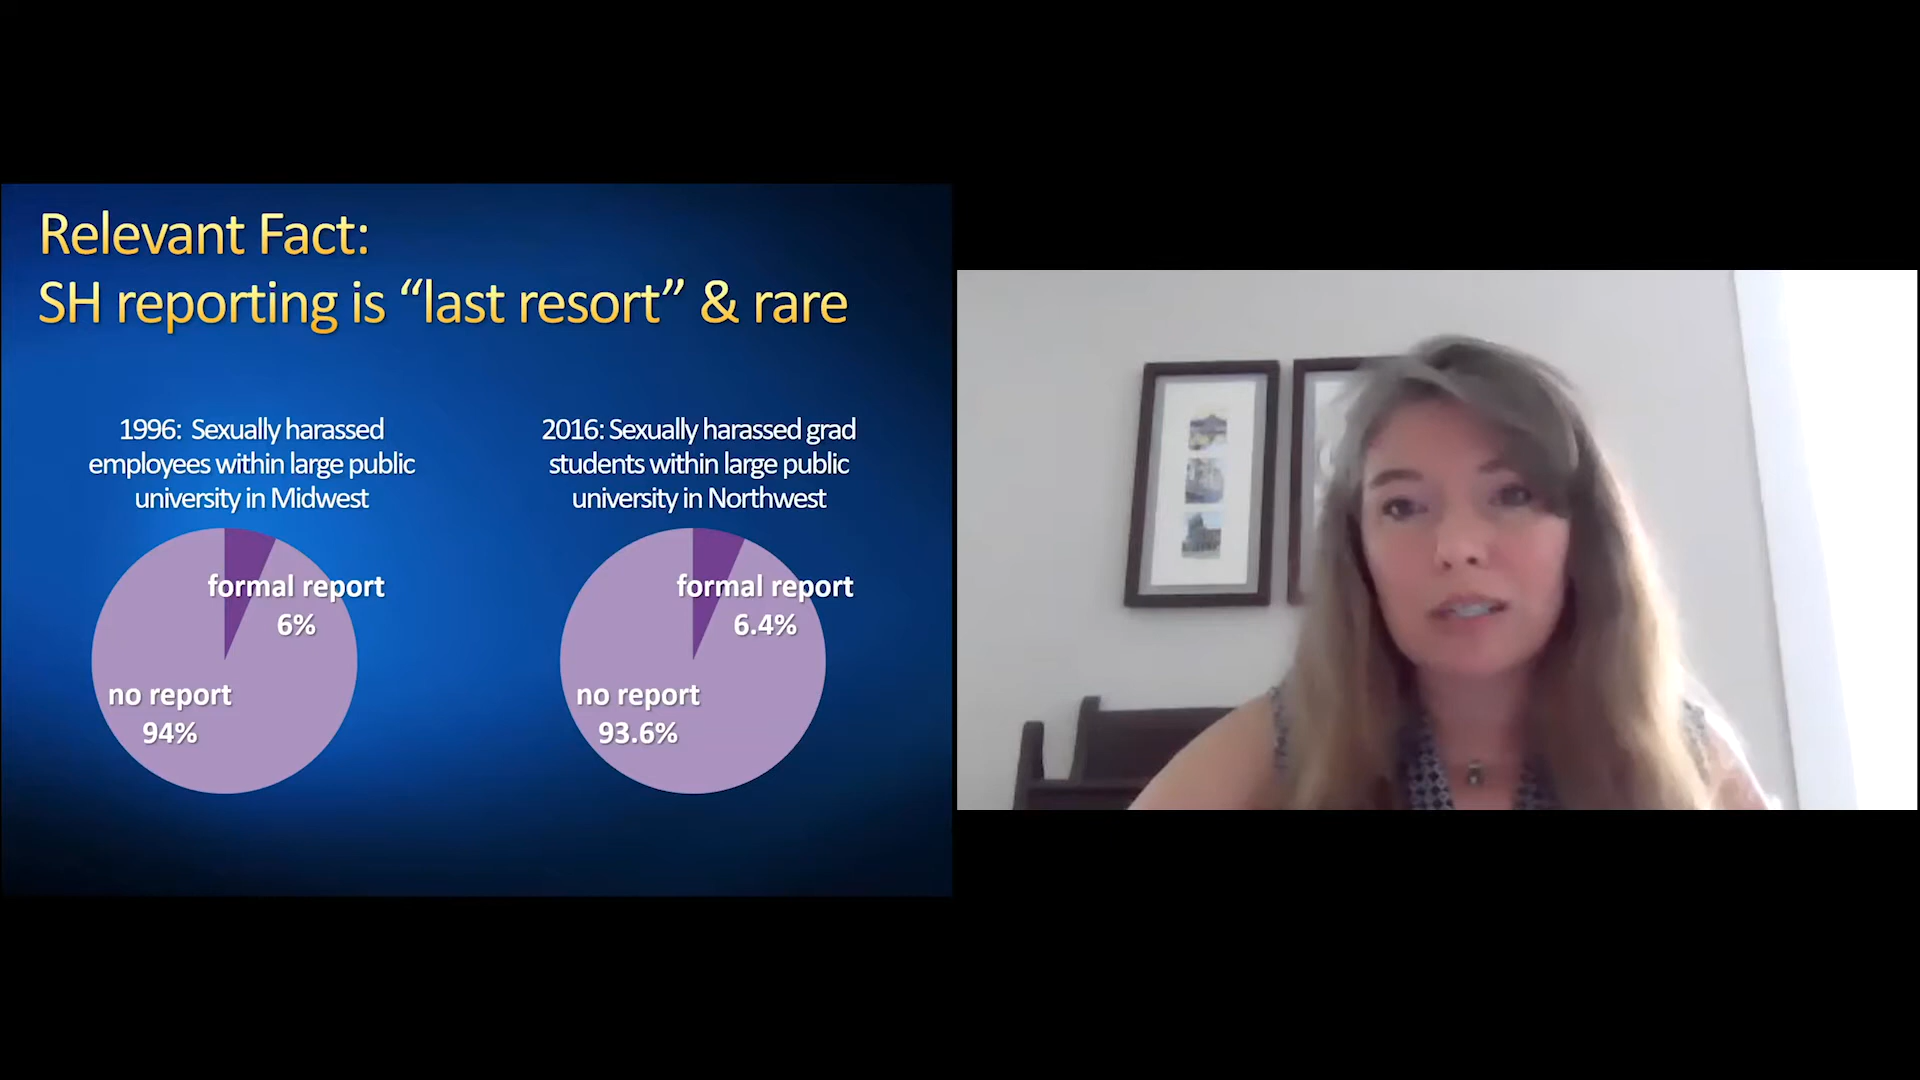 Relevant Fact:
SH reporting is “last resort” & rare
1996: Sexually harassed
employees within large public
university in Midwest
formal report
6%
no report
94%
2016: Sexually harassed grad
students within large public
university in Northwest
formal report
6.4%
no report
93.6%